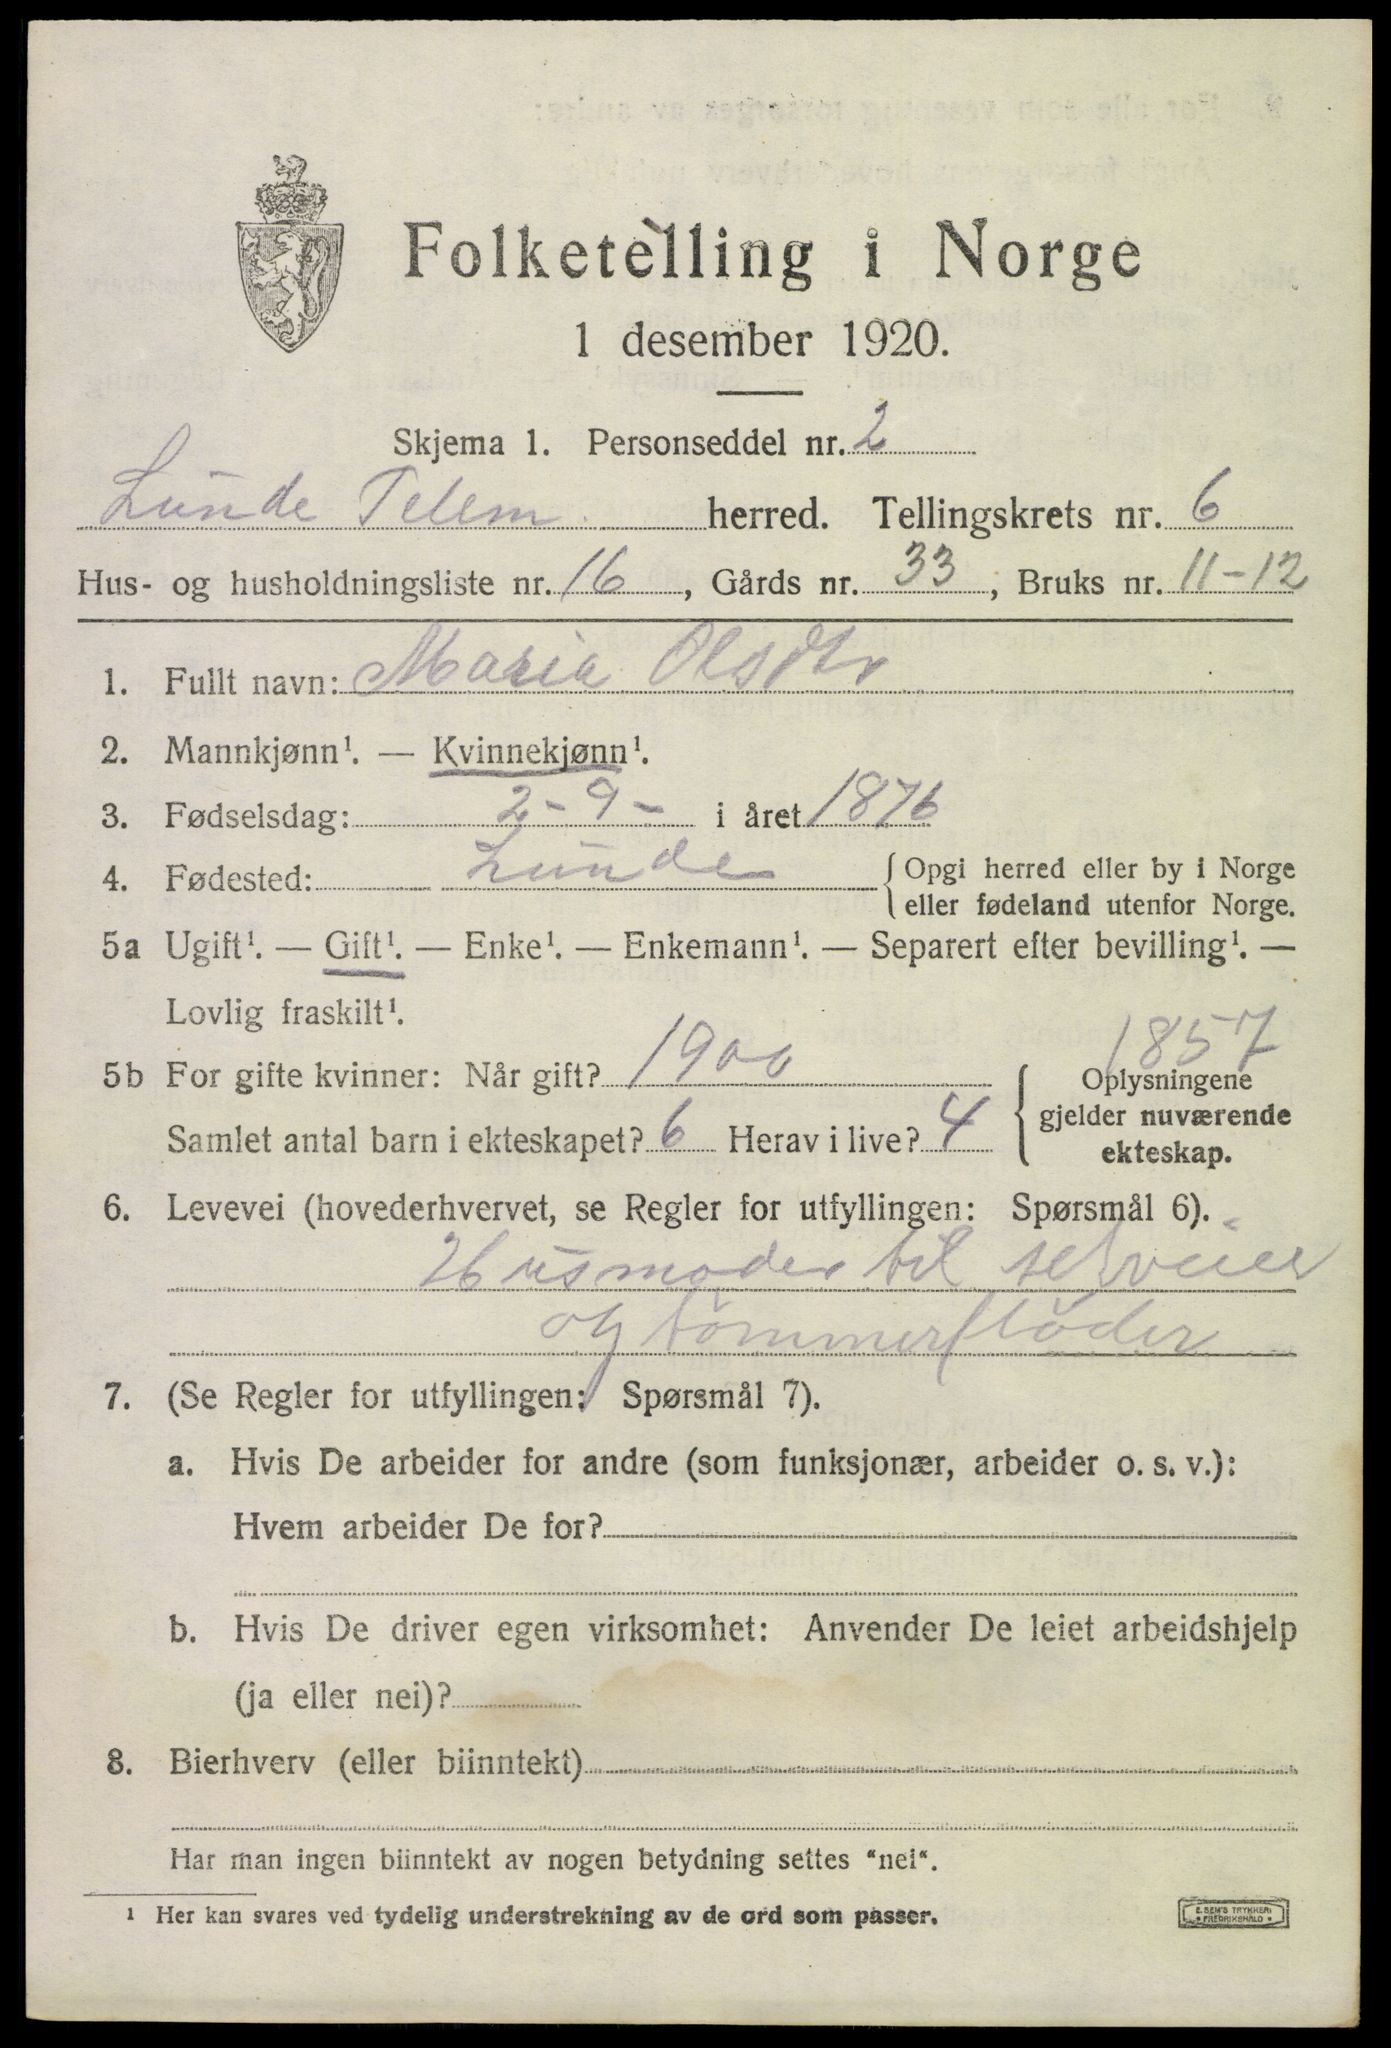 Folketelling i Norge
1 desember 1920.
Skjema 1. Personseddel nr. 2
Lunde Telem. herred. Tellingskrets nr. 6
Hus- og husholdningsliste nr. 16, Gårds nr. 33, Bruks nr. 11-12
1. Fullt navn: Maria Olsdtr
2. Mannkjønn¹. — Kvinnekjønn¹.
3. Fødselsdag: 2-9- i året 1876
4. Fødested: Lunde { Opgi herred eller by i Norge
eller fødeland utenfor Norge.
5a Ugift¹. — Gift¹. — Enke¹. — Enkemann¹. — Separert efter bevilling¹. —
Lovlig fraskilt¹.
1857
5b For gifte kvinner: Når gift? 1900 Oplysningene
gjelder nuværende
Samlet antal barn i ekteskapet? 6 Herav i live? 4
ekteskap.
6. Levevei (hovederhvervet, se Regler for utfyllingen: Spørsmål 6).
Husmoder til selveier
og tömmerflöder
7. (Se Regler for utfyllingen: Spørsmål 7).
a. Hvis De arbeider for andre (som funksjonær, arbeider o. s. v.):
Hvem arbeider De for?
b. Hvis De driver egen virksomhet: Anvender De leiet arbeidshjelp
(ja eller nei)?
8. Bierhverv (eller biinntekt)
Har man ingen biinntekt av nogen betydning settes "nei".
¹ Her kan svares ved tydelig understrekning av de ord som passer.
E. SEM'S TRYKKERI
• FREDRIKSHALD •